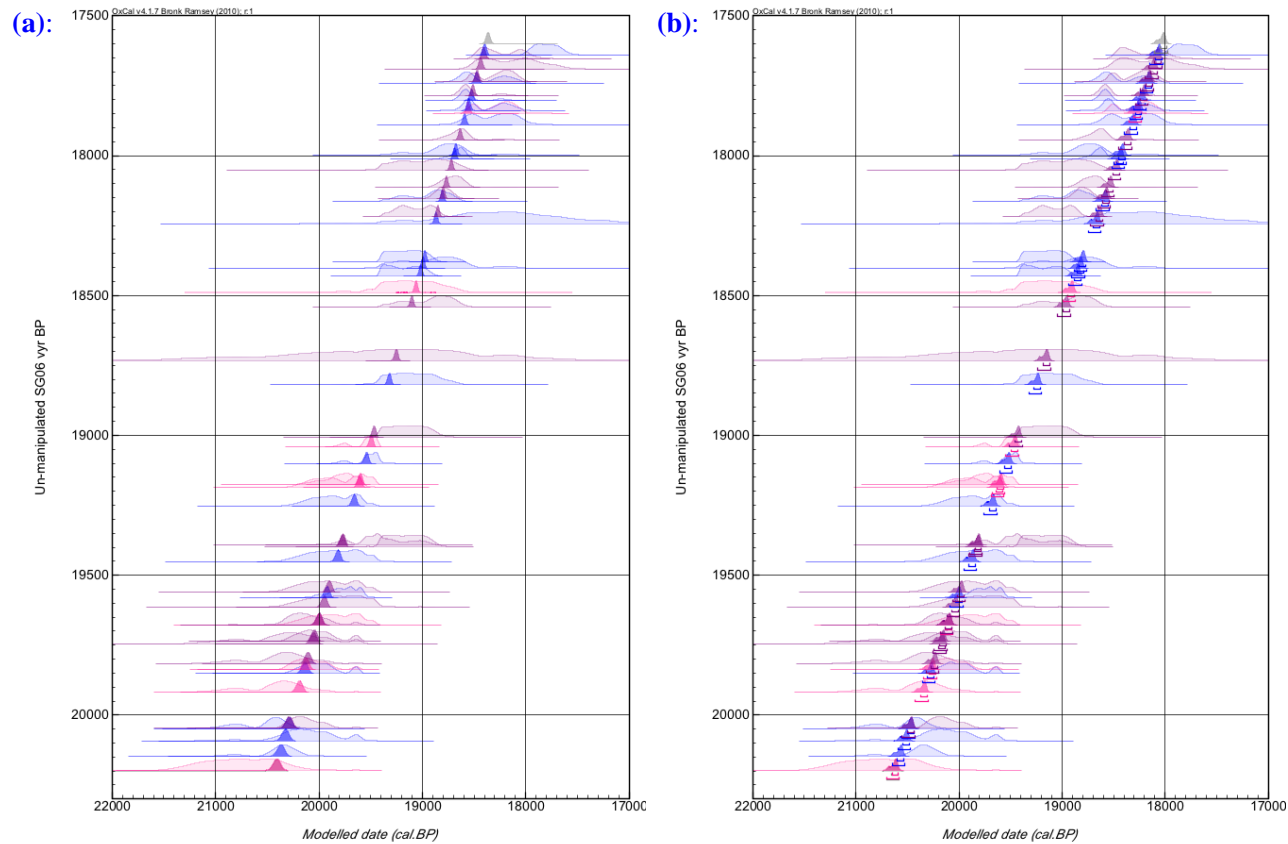 (a):
OxCal v4.1.7 Bronk Ramsey (2010); r:1
17500
18000
18500
19000
19500
20000
Un-manipulated SG06 vyr BP
22000 21000 20000 19000 18000 17000
Modelled date (cal.BP)
(b):
OxCal v4.1.7 Bronk Ramsey (2010); r:1
17500
18000
18500
19000
19500
20000
Un-manipulated SG06 vyr BP
22000 21000 20000 19000 18000 17000
Modelled date (cal.BP)